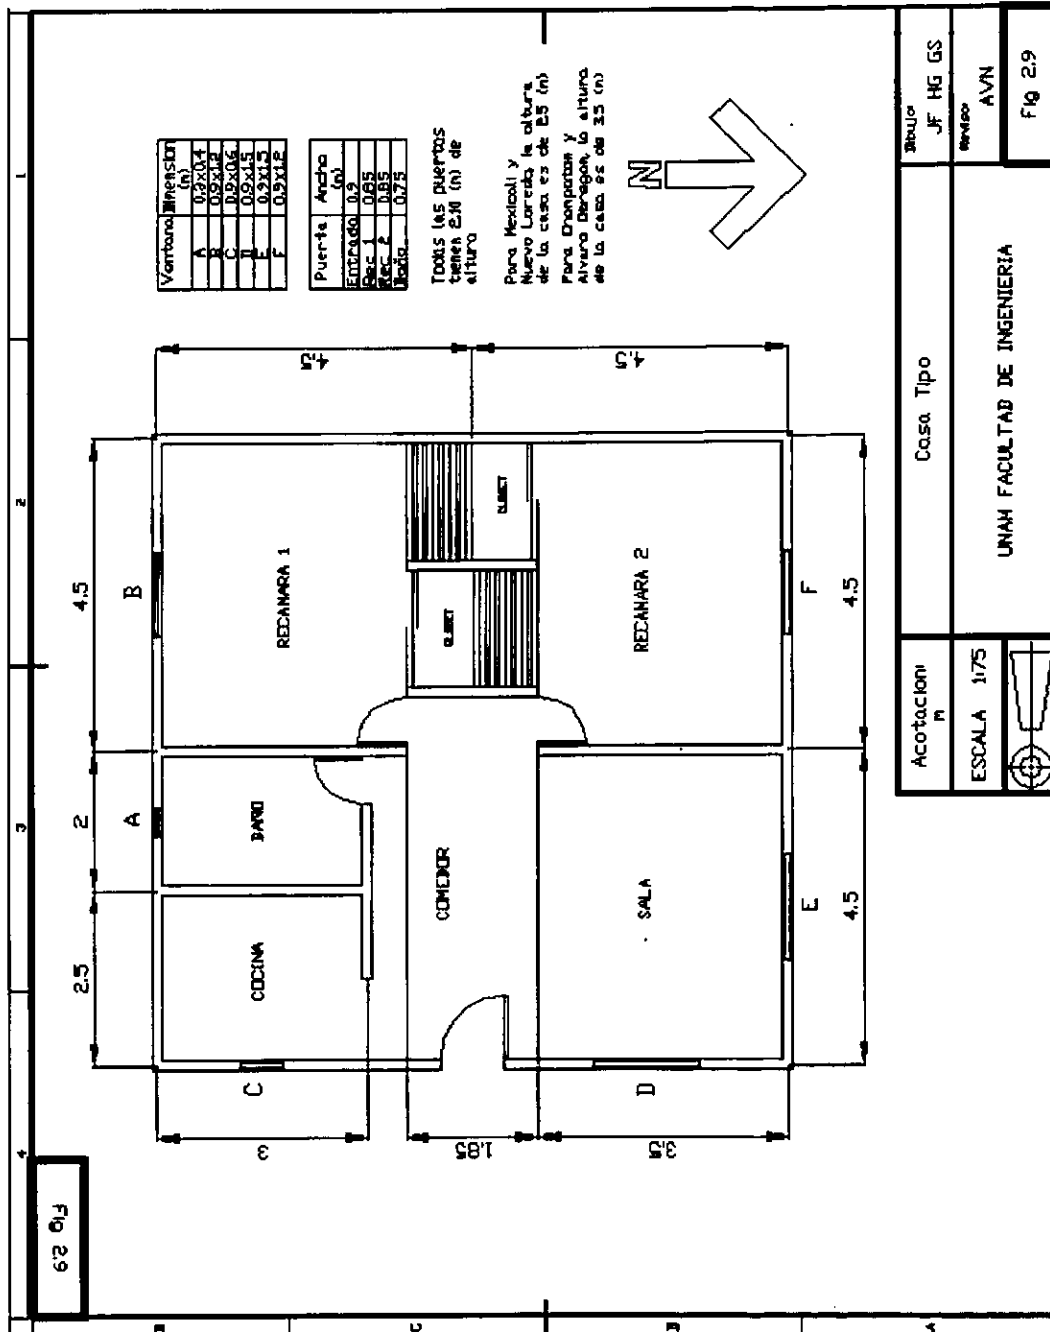 1
2
3
4
C
Fig 2.9
Ventana Dimension (m)
A 0.9x0.4
B 0.9x1.2
C 0.9x0.6
D 0.9x1.5
E 0.9x1.5
F 0.9x1.2
Puerta Ancho (m)
Entrada 0.9
Rec 1 0.85
Rec 2 0.85
Baño 0.75
Todas las puertas
tienen 2.10 (m) de
altura
Para Mexicali y
Nuevo Laredo, la altura
de la casa es de 2.5 (m)
Para Champoton y
Alvaro Obregon, la altura
de la casa es de 3.5 (m)
N
4.5
2
2.5
B
A
RECAMARA 1
BAÑO
COCINA
CLOSET
CLOSET
COMEDOR
RECAMARA 2
SALA
C
D
E
F
3
1.85
3.5
4.5
4.5
4.5
4.5
Acotacion:
m
ESCALA 1:75
Casa Tipo
UNAM FACULTAD DE INGENIERIA
Dibujo:
JF HG GS
Reviso:
AVN
Fig 2.9